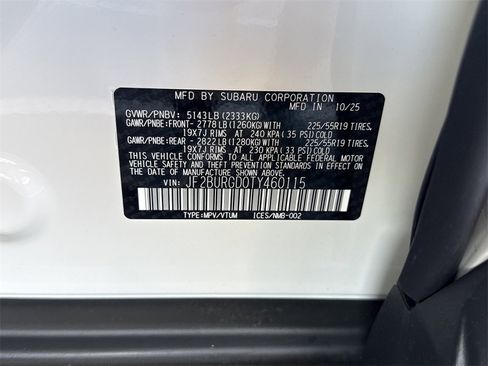 MFD BY SUBARU CORPORATION
MFD IN 10/25
GVWR/PNBV: 5143LB (2333KG)
GAWR/PNBE: FRONT- 2778 LB (1260KG) WITH 225/55R19 TIRES,
19X7J RIMS AT 240 KPA (35 PSI) COLD
GAWR/PNBE: REAR - 2822 LB (1280KG) WITH 225/55R19 TIRES,
19X7J RIMS AT 230 KPA (33 PSI) COLD
THIS VEHICLE CONFORMS TO ALL APPLICABLE FEDERAL MOTOR
VEHICLE SAFETY AND BUMPER STANDARDS IN EFFECT ON THE DATE
OF MANUFACTURE SHOWN ABOVE.
VIN: JF2BURGD0TY460115
TYPE:MPV/VTUM ICES/NMB-002